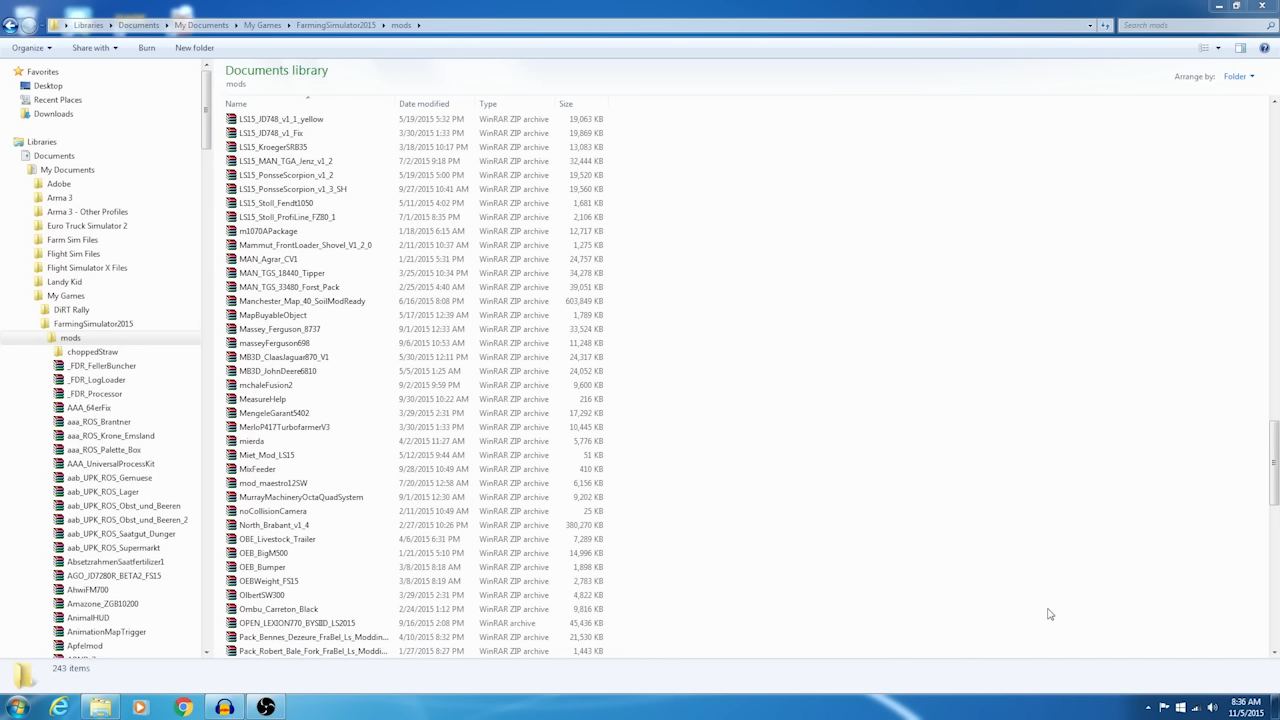 Libraries Documents My Documents My Games FarmingSimulator2015 mods Search mods
Organize Share with Burn New folder
Favorites
Desktop
Recent Places
Downloads
Libraries
Documents
My Documents
Adobe
Arma 3
Arma 3 - Other Profiles
Euro Truck Simulator 2
Farm Sim Files
Flight Sim Files
Flight Simulator X Files
Landy Kid
My Games
DiRT Rally
FarmingSimulator2015
mods
choppedStraw
_FDR_FellerBuncher
_FDR_LogLoader
_FDR_Processor
AAA_64erFix
aaa_ROS_Brantner
aaa_ROS_Krone_Emsland
aaa_ROS_Palette_Box
AAA_UniversalProcessKit
aab_UPK_ROS_Gemuese
aab_UPK_ROS_Lager
aab_UPK_ROS_Obst_und_Beeren
aab_UPK_ROS_Obst_und_Beeren_2
aab_UPK_ROS_Saatgut_Dunger
aab_UPK_ROS_Supermarkt
AbsetzrahmenSaatfertilizer1
AGO_JD7280R_BETA2_FS15
AhwiFM700
Amazone_ZGB10200
AnimalHUD
AnimationMapTrigger
Apfelmod
Documents library
mods
Arrange by: Folder
Name Date modified Type Size
LS15_JD748_v1_1_yellow 5/19/2015 5:32 PM WinRAR ZIP archive 19,063 KB
LS15_JD748_v1_Fix 3/30/2015 1:33 PM WinRAR ZIP archive 19,869 KB
LS15_KroegerSRB35 3/18/2015 10:17 PM WinRAR ZIP archive 13,083 KB
LS15_MAN_TGA_Jenz_v1_2 7/2/2015 9:18 PM WinRAR ZIP archive 32,444 KB
LS15_PonsseScorpion_v1_2 5/19/2015 5:00 PM WinRAR ZIP archive 19,520 KB
LS15_PonsseScorpion_v1_3_SH 9/27/2015 10:41 AM WinRAR ZIP archive 19,560 KB
LS15_Stoll_Fendt1050 5/11/2015 4:02 PM WinRAR ZIP archive 1,681 KB
LS15_Stoll_ProfiLine_FZ80_1 7/1/2015 8:35 PM WinRAR ZIP archive 2,106 KB
m1070APackage 1/18/2015 6:15 AM WinRAR ZIP archive 12,717 KB
Mammut_FrontLoader_Shovel_V1_2_0 2/11/2015 10:37 AM WinRAR ZIP archive 1,275 KB
MAN_Agrar_CV1 1/21/2015 5:31 PM WinRAR ZIP archive 24,757 KB
MAN_TGS_18440_Tipper 3/25/2015 10:34 PM WinRAR ZIP archive 34,278 KB
MAN_TGS_33480_Forst_Pack 2/25/2015 4:40 PM WinRAR ZIP archive 39,051 KB
Manchester_Map_40_SoilModReady 6/16/2015 8:08 PM WinRAR ZIP archive 603,849 KB
MapBuyableObject 5/17/2015 12:39 AM WinRAR ZIP archive 1,789 KB
Massey_Ferguson_8737 9/1/2015 12:33 AM WinRAR ZIP archive 33,524 KB
masseyFerguson698 9/6/2015 10:53 AM WinRAR ZIP archive 11,248 KB
MB3D_ClaasJaguar870_V1 5/30/2015 12:11 PM WinRAR ZIP archive 24,317 KB
MB3D_JohnDeere6810 5/5/2015 1:25 AM WinRAR ZIP archive 24,052 KB
mchaleFusion2 9/2/2015 9:59 PM WinRAR ZIP archive 9,600 KB
MeasureHelp 9/30/2015 10:22 AM WinRAR ZIP archive 216 KB
MengeleGarant5402 3/29/2015 2:31 PM WinRAR ZIP archive 17,292 KB
MerloP417TurbofarmerV3 3/30/2015 1:33 PM WinRAR ZIP archive 10,445 KB
mierda 4/2/2015 11:27 AM WinRAR ZIP archive 5,776 KB
Miet_Mod_LS15 5/12/2015 9:44 AM WinRAR ZIP archive 51 KB
MixFeeder 9/28/2015 10:49 AM WinRAR ZIP archive 410 KB
mod_maestro12SW 7/20/2015 12:58 AM WinRAR ZIP archive 6,156 KB
MurrayMachineryOctaQuadSystem 9/1/2015 12:30 AM WinRAR ZIP archive 9,202 KB
noCollisionCamera 2/11/2015 10:49 AM WinRAR ZIP archive 25 KB
North_Brabant_v1_4 2/27/2015 10:26 PM WinRAR ZIP archive 380,270 KB
OBE_Livestock_Trailer 4/6/2015 6:31 PM WinRAR ZIP archive 7,289 KB
OEB_BigM500 1/21/2015 5:10 PM WinRAR ZIP archive 14,996 KB
OEB_Bumper 3/8/2015 8:18 AM WinRAR ZIP archive 1,898 KB
OEBWeight_FS15 3/8/2015 8:19 AM WinRAR ZIP archive 2,783 KB
OlbertSW300 3/29/2015 2:31 PM WinRAR ZIP archive 4,822 KB
Ombu_Carreton_Black 2/24/2015 1:12 PM WinRAR ZIP archive 9,816 KB
OPEN_LEXION770_BYSIID_LS2015 9/16/2015 2:08 PM WinRAR archive 45,436 KB
Pack_Bennes_Dezeure_FraBel_Ls_Moddin... 4/10/2015 8:32 PM WinRAR ZIP archive 21,530 KB
Pack_Robert_Bale_Fork_FraBel_Ls_Moddi... 1/27/2015 8:27 PM WinRAR ZIP archive 1,443 KB
243 items
8:36 AM
11/5/2015